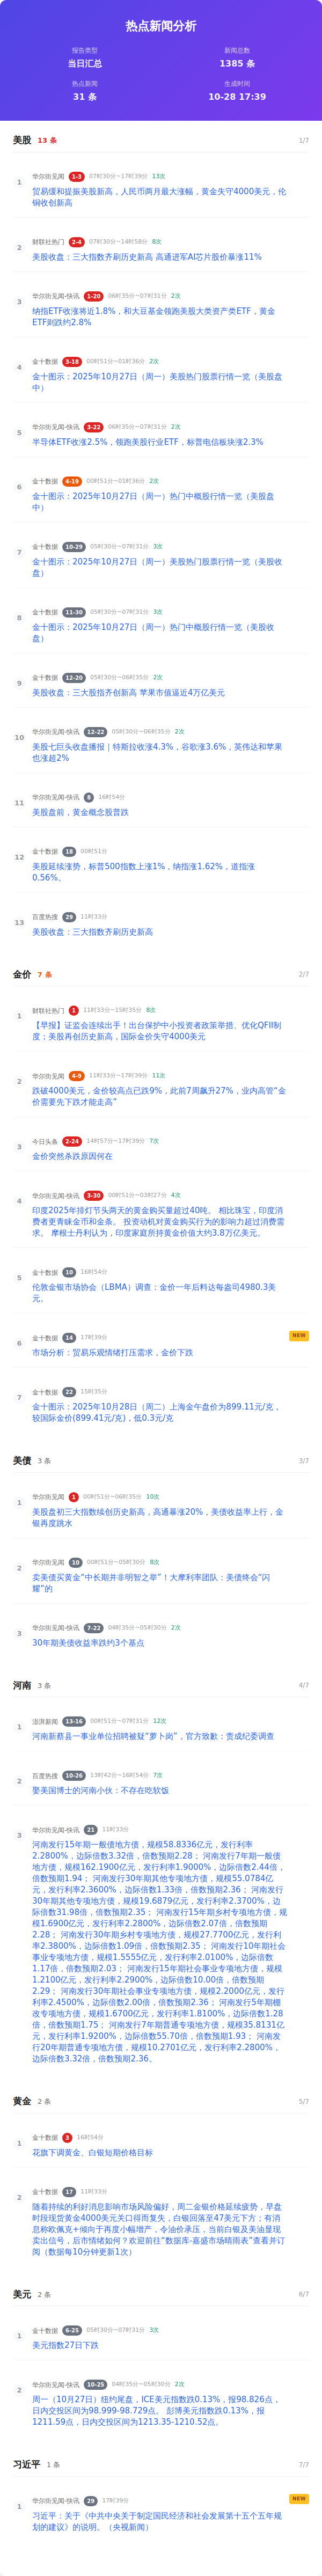 热点新闻分析
报告类型
当日汇总
新闻总数
1385 条
热点新闻
31 条
生成时间
10-28 17:39
美股 13 条
1/7
1
华尔街见闻 1-3 07时30分~17时39分 13次
贸易缓和提振美股新高，人民币两月最大涨幅，黄金失守4000美元，伦
铜收创新高
2
财联社热门 2-4 07时30分~14时58分 8次
美股收盘：三大指数齐刷历史新高 高通进军AI芯片股价暴涨11%
3
华尔街见闻-快讯 1-20 06时35分~07时31分 2次
纳指ETF收涨将近1.8%，和大豆基金领跑美股大类资产类ETF，黄金
ETF则跌约2.8%
4
金十数据 3-18 00时51分~01时36分 2次
金十图示：2025年10月27日（周一）美股热门股票行情一览（美股盘
中）
5
华尔街见闻-快讯 3-22 06时35分~07时31分 2次
半导体ETF收涨2.5%，领跑美股行业ETF，标普电信板块涨2.3%
6
金十数据 4-19 00时51分~01时36分 2次
金十图示：2025年10月27日（周一）热门中概股行情一览（美股盘
中）
7
金十数据 10-29 05时30分~07时31分 3次
金十图示：2025年10月27日（周一）美股热门股票行情一览（美股收
盘）
8
金十数据 11-30 05时30分~07时31分 3次
金十图示：2025年10月27日（周一）热门中概股行情一览（美股收
盘）
9
金十数据 12-20 05时30分~06时35分 2次
美股收盘：三大股指齐创新高 苹果市值逼近4万亿美元
10
华尔街见闻-快讯 12-22 05时30分~06时35分 2次
美股七巨头收盘播报｜特斯拉收涨4.3%，谷歌涨3.6%，英伟达和苹果
也涨超2%
11
华尔街见闻-快讯 8 16时54分
美股盘前，黄金概念股普跌
12
金十数据 18 00时51分
美股延续涨势，标普500指数上涨1%，纳指涨1.62%，道指涨
0.56%。
13
百度热搜 29 11时33分
美股收盘：三大指数齐刷历史新高
金价 7 条
2/7
1
财联社热门 1 11时33分~15时35分 8次
【早报】证监会连续出手！出台保护中小投资者政策举措、优化QFII制
度；美股再创历史新高，国际金价失守4000美元
2
华尔街见闻 4-9 11时33分~17时39分 11次
跌破4000美元，金价较高点已跌9%，此前7周飙升27%，业内高管“金
价需要先下跌才能走高”
3
今日头条 2-24 14时57分~17时39分 7次
金价突然杀跌原因何在
4
华尔街见闻-快讯 3-30 00时51分~03时27分 4次
印度2025年排灯节头两天的黄金购买量超过40吨。 相比珠宝，印度消
费者更青睐金币和金条。 投资动机对黄金购买行为的影响力超过消费需
求。 摩根士丹利认为，印度家庭所持黄金价值大约3.8万亿美元。
5
金十数据 10 16时54分
伦敦金银市场协会（LBMA）调查：金价一年后料达每盎司4980.3美
元。
6
金十数据 14 17时39分
NEW
市场分析：贸易乐观情绪打压需求，金价下跌
7
金十数据 22 15时35分
金十图示：2025年10月28日（周二）上海金午盘价为899.11元/克，
较国际金价(899.41元/克)，低0.3元/克
美债 3 条
3/7
1
华尔街见闻 1 00时51分~06时35分 10次
美股盘初三大指数续创历史新高，高通暴涨20%，美债收益率上行，金
银再度跳水
2
华尔街见闻 10 00时51分~05时30分 8次
卖美债买黄金“中长期并非明智之举”！大摩利率团队：美债终会“闪
耀”的
3
华尔街见闻-快讯 7-22 04时35分~05时30分 2次
30年期美债收益率跌约3个基点
河南 3 条
4/7
1
澎湃新闻 13-16 00时51分~07时31分 12次
河南新蔡县一事业单位招聘被疑“萝卜岗”，官方致歉：责成纪委调查
2
百度热搜 10-26 13时42分~16时54分 7次
娶美国博士的河南小伙：不存在吃软饭
3
华尔街见闻-快讯 21 11时33分
河南发行15年期一般债地方债，规模58.8336亿元，发行利率
2.2800%，边际倍数3.32倍，倍数预期2.28； 河南发行7年期一般债
地方债，规模162.1900亿元，发行利率1.9000%，边际倍数2.44倍，
倍数预期1.94； 河南发行30年期其他专项地方债，规模55.0784亿
元，发行利率2.3600%，边际倍数1.33倍，倍数预期2.36； 河南发行
30年期其他专项地方债，规模19.6879亿元，发行利率2.3700%，边
际倍数31.98倍，倍数预期2.35； 河南发行15年期乡村专项地方债，规
模1.6900亿元，发行利率2.2800%，边际倍数2.07倍，倍数预期
2.28； 河南发行30年期乡村专项地方债，规模27.7700亿元，发行利
率2.3800%，边际倍数1.09倍，倍数预期2.35； 河南发行10年期社会
事业专项地方债，规模1.5555亿元，发行利率2.0100%，边际倍数
1.17倍，倍数预期2.03； 河南发行15年期社会事业专项地方债，规模
1.2100亿元，发行利率2.2900%，边际倍数10.00倍，倍数预期
2.29； 河南发行30年期社会事业专项地方债，规模2.2000亿元，发行
利率2.4500%，边际倍数2.00倍，倍数预期2.36； 河南发行5年期棚
改专项地方债，规模1.6700亿元，发行利率1.8100%，边际倍数1.28
倍，倍数预期1.75； 河南发行7年期普通专项地方债，规模35.8131亿
元，发行利率1.9200%，边际倍数55.70倍，倍数预期1.93； 河南发
行20年期普通专项地方债，规模10.2701亿元，发行利率2.2800%，
边际倍数3.32倍，倍数预期2.36。
黄金 2 条
5/7
1
金十数据 3 16时54分
花旗下调黄金、白银短期价格目标
2
金十数据 17 11时33分
随着持续的利好消息影响市场风险偏好，周二金银价格延续疲势，早盘
时段现货黄金4000美元关口得而复失，白银回落至47美元下方；有消
息称欧佩克+倾向于再度小幅增产，令油价承压，当前白银及美油显现
卖出信号，后市情绪如何？欢迎前往“数据库-嘉盛市场晴雨表”查看并订
阅（数据每10分钟更新1次）
美元 2 条
6/7
1
金十数据 6-25 05时30分~07时31分 3次
美元指数27日下跌
2
华尔街见闻-快讯 10-25 04时35分~05时30分 2次
周一（10月27日）纽约尾盘，ICE美元指数跌0.13%，报98.826点，
日内交投区间为98.999-98.729点。 彭博美元指数跌0.13%，报
1211.59点，日内交投区间为1213.35-1210.52点。
习近平 1 条
7/7
1
华尔街见闻-快讯 29 17时39分
NEW
习近平：关于《中共中央关于制定国民经济和社会发展第十五个五年规
划的建议》的说明。（央视新闻）